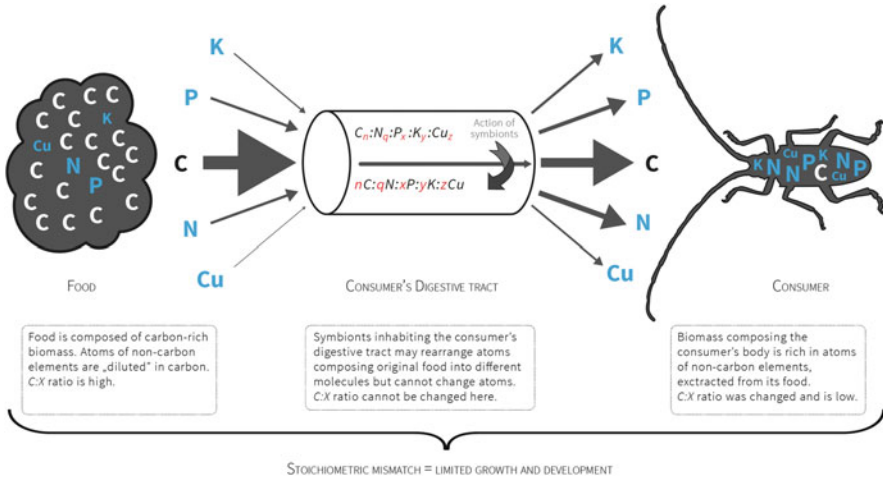 C C C
C C C K
Cu C C C C
C N C C C
P C C
C C
C C C
K
P
C
N
Cu
Cn:Nq:Px:Ky:Cuz
Action of
symbionts
nC:qN:xP:yK:zCu
K
P
C
N
Cu
K N Cu N P K C N Cu P
FOOD
CONSUMER'S DIGESTIVE TRACT
CONSUMER
Food is composed of carbon-rich
biomass. Atoms of non-carbon
elements are „diluted” in carbon.
C:X ratio is high.
Symbionts inhabiting the consumer's
digestive tract may rearrange atoms
composing original food into different
molecules but cannot change atoms.
C:X ratio cannot be changed here.
Biomass composing the
consumer's body is rich in atoms
of non-carbon elements,
exctracted from its food.
C:X ratio was changed and is low.
STOICHIOMETRIC MISMATCH = LIMITED GROWTH AND DEVELOPMENT